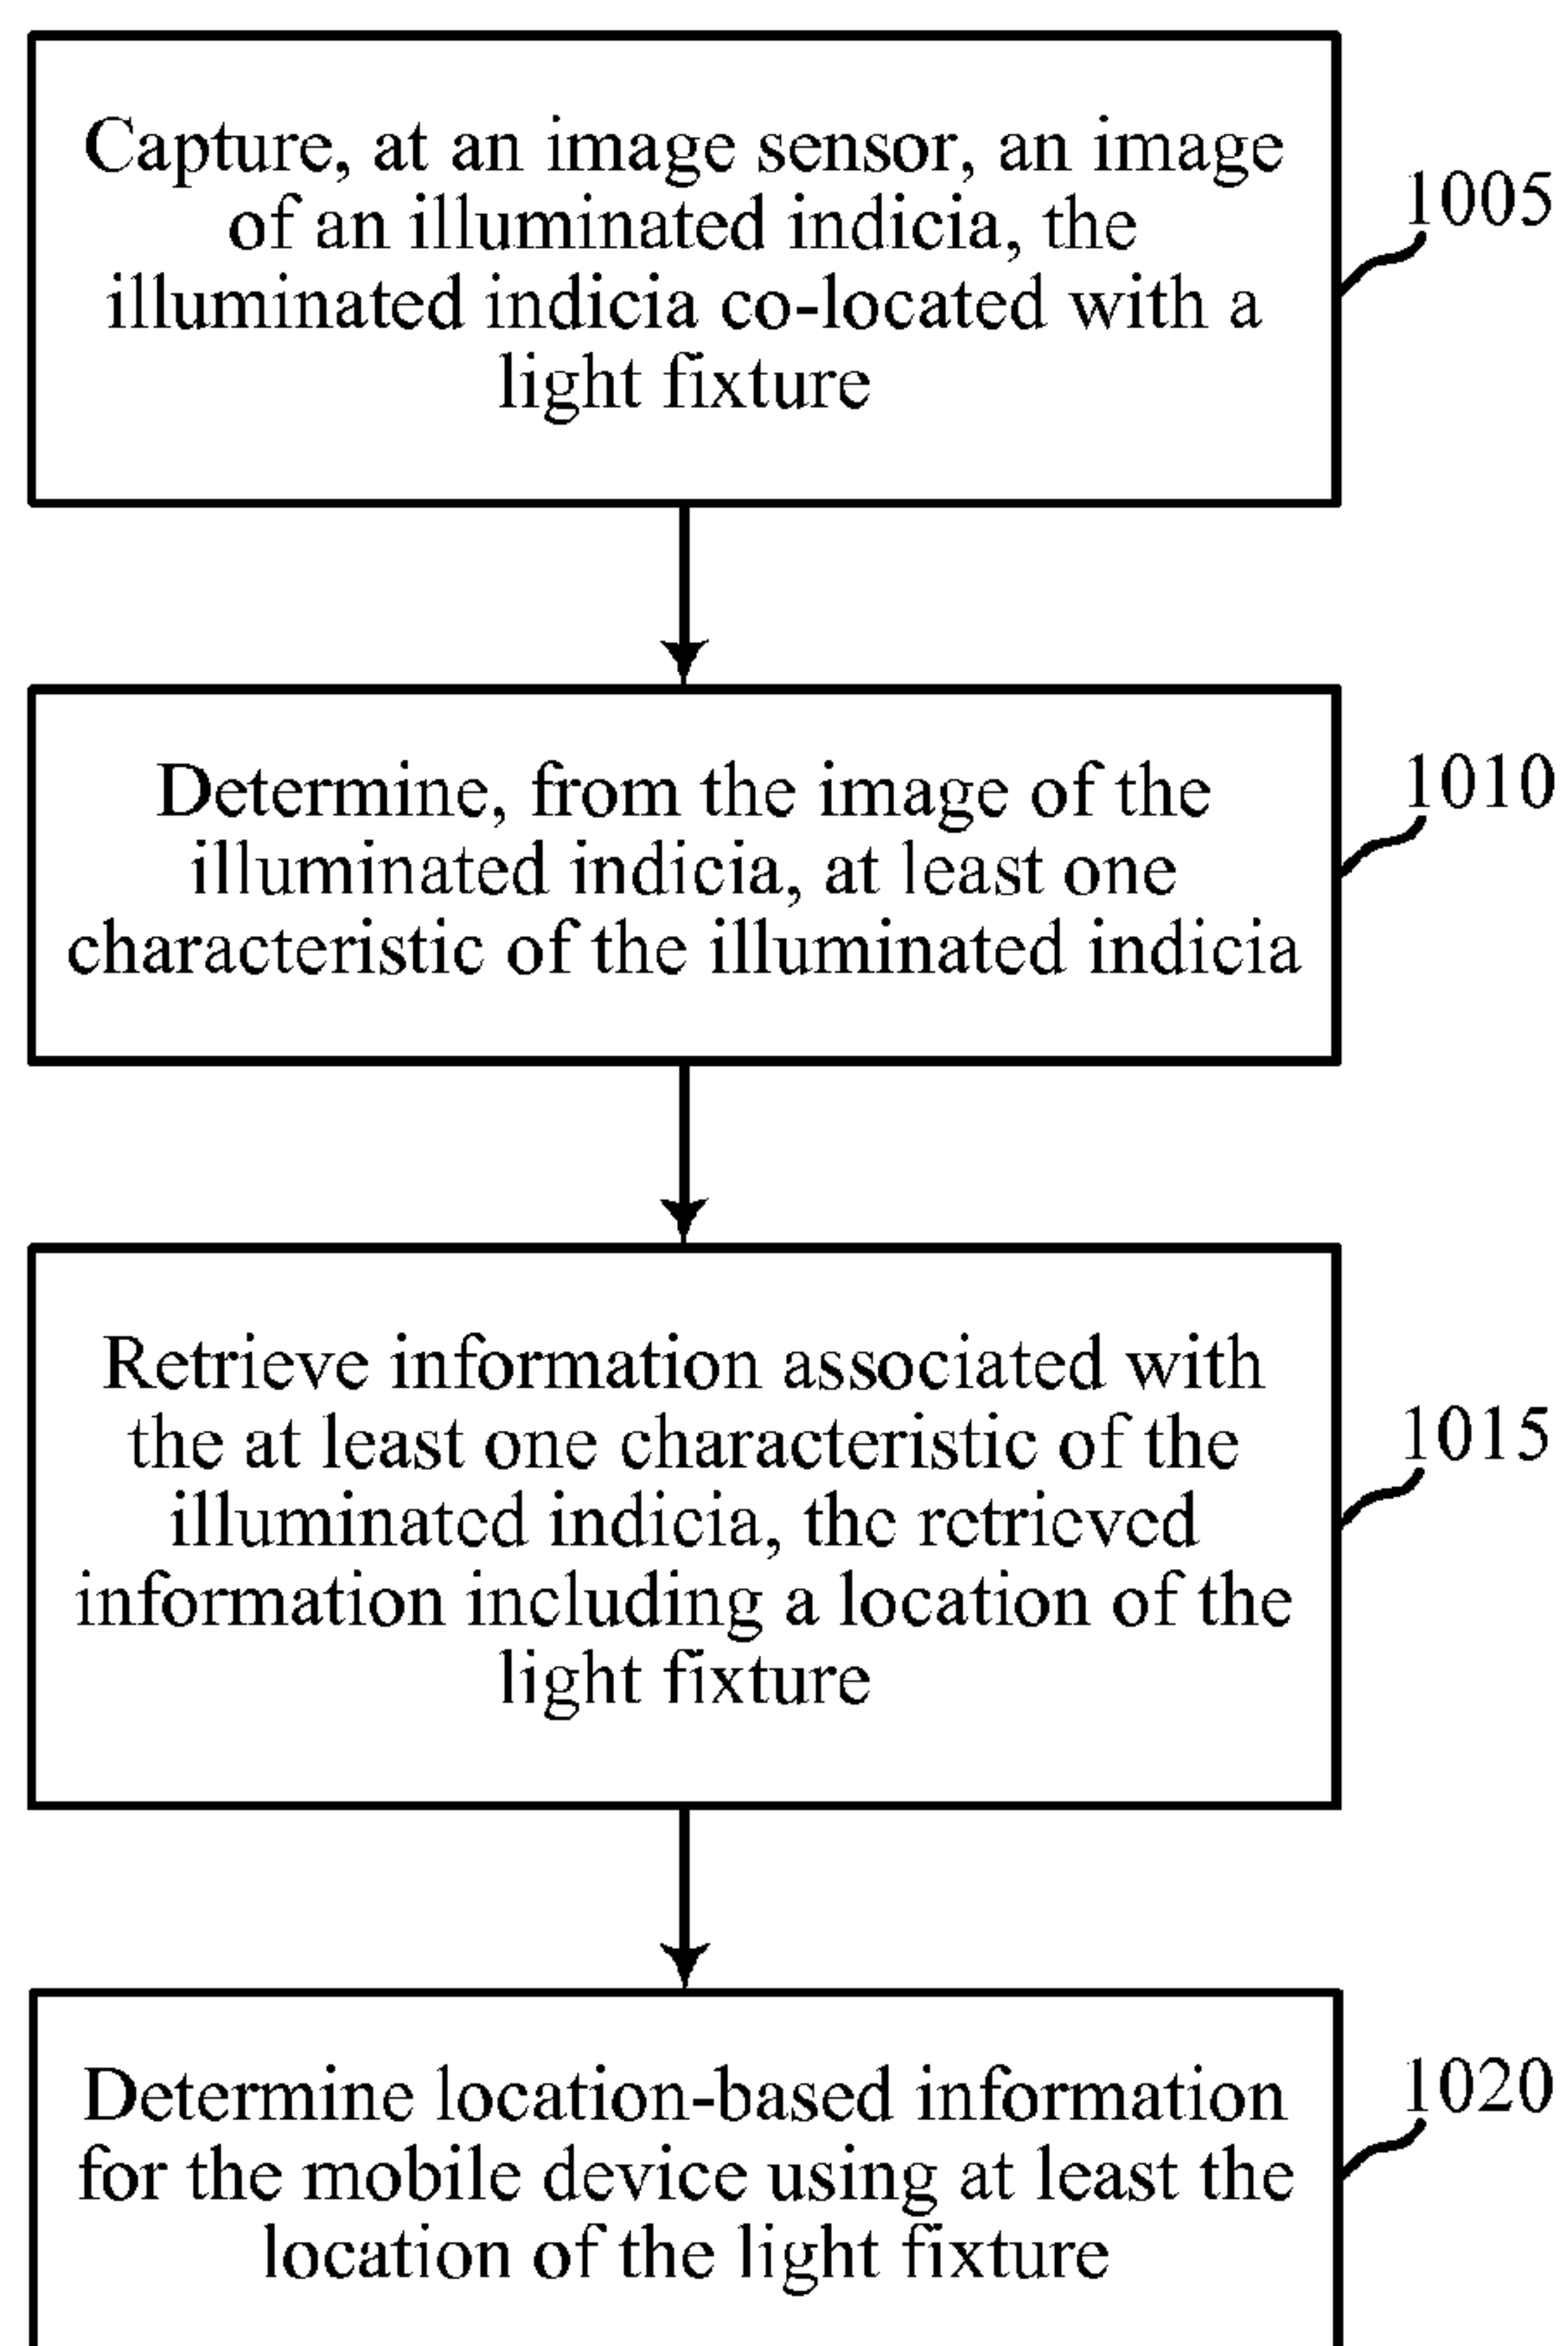 Capture, at an image sensor, an image
of an illuminated indicia, the
illuminated indicia co-located with a
light fixture
1005
Determine, from the image of the
illuminated indicia, at least one
characteristic of the illuminated indicia
1010
Retrieve information associated with
the at least one characteristic of the
illuminated indicia, the retrieved
information including a location of the
light fixture
1015
Determine location-based information
for the mobile device using at least the
location of the light fixture
1020